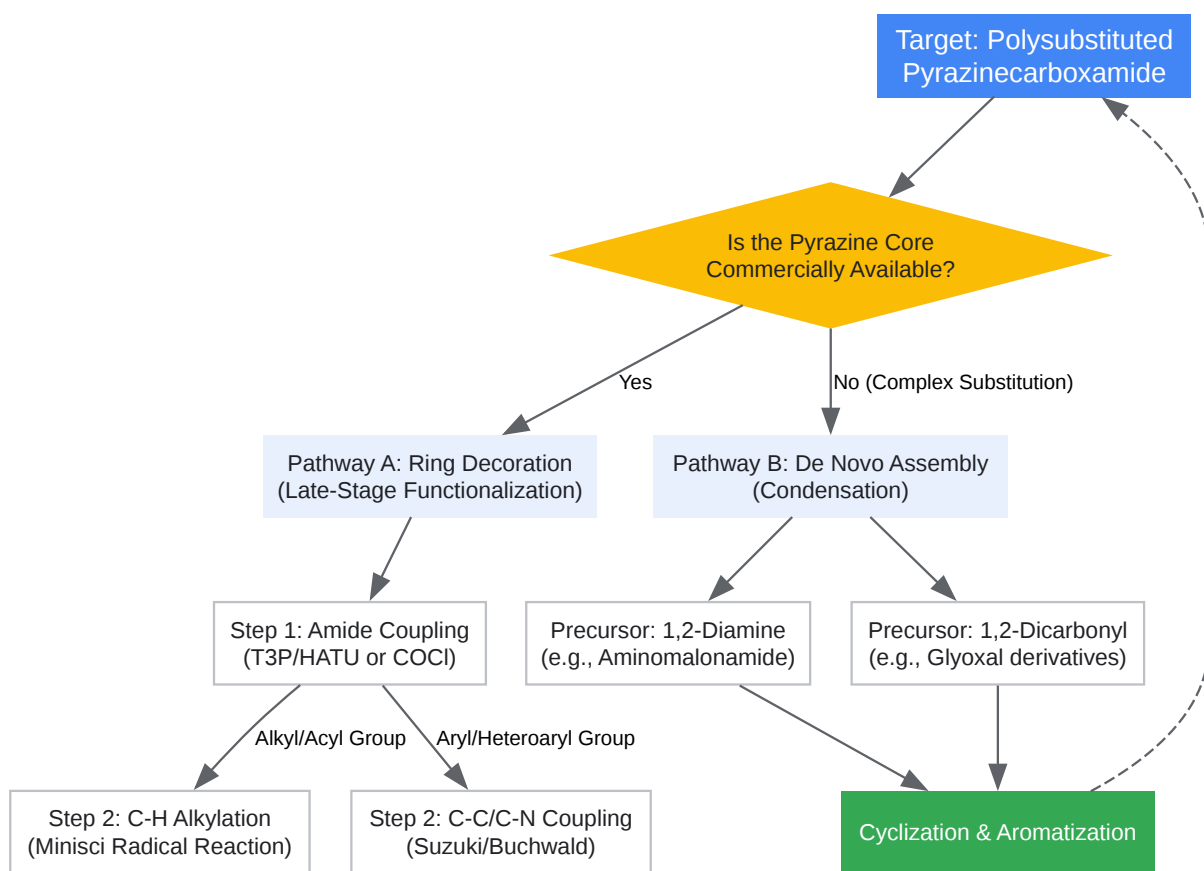 Target: Polysubstituted
Pyrazinecarboxamide
Is the Pyrazine Core
Commercially Available?
Yes
No (Complex Substitution)
Pathway A: Ring Decoration
(Late-Stage Functionalization)
Pathway B: De Novo Assembly
(Condensation)
Step 1: Amide Coupling
(T3P/HATU or COCl)
Precursor: 1,2-Diamine
(e.g., Aminomalonamide)
Precursor: 1,2-Dicarbonyl
(e.g., Glyoxal derivatives)
Alkyl/Acyl Group
Aryl/Heteroaryl Group
Step 2: C-H Alkylation
(Minisci Radical Reaction)
Step 2: C-C/C-N Coupling
(Suzuki/Buchwald)
Cyclization & Aromatization